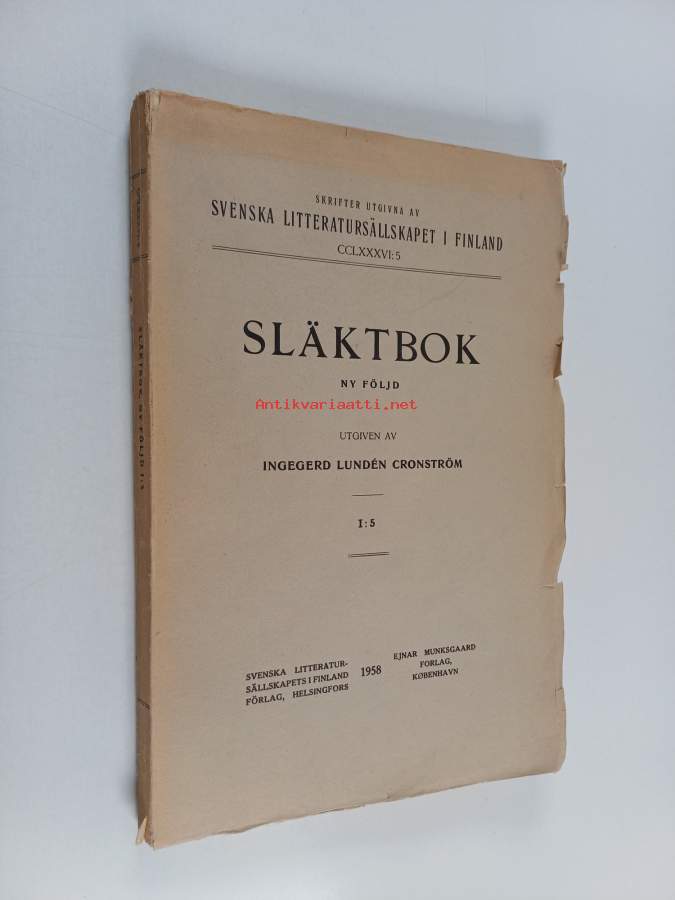 SKRIFTER UTGIVNA AV
SVENSKA LITTERATURSÄLLSKAPET I FINLAND
CCLXXXVI:5
SLÄKTBOK
NY FÖLJD
Antikvariaatti.net
UTGIVEN AV
INGEGERD LUNDÉN CRONSTRÖM
I:5
SVENSKA LITTERATUR-
SÄLLSKAPETS I FINLAND
FÖRLAG, HELSINGFORS
1958
EJNAR MUNKSGAARD
FORLAG,
KØBENHAVN
SLÄKTBOK, NY FÖLJD I:5